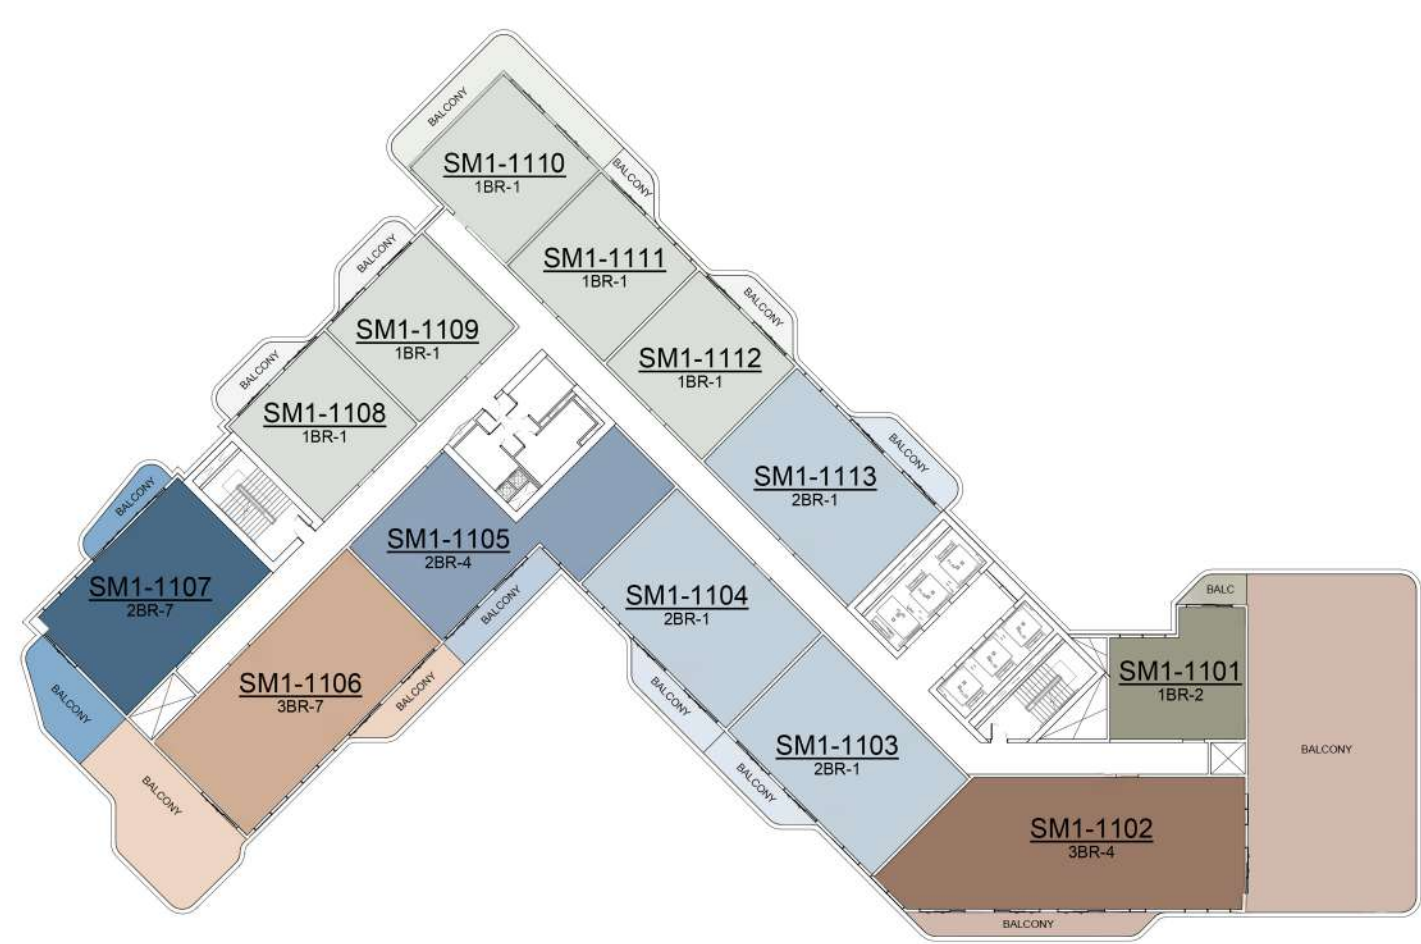 BALCONY
SM1-1110
1BR-1
BALCONY
BALCONY
SM1-1111
1BR-1
BALCONY
SM1-1109
1BR-1
SM1-1112
1BR-1
BALCONY
SM1-1108
1BR-1
BALCONY
SM1-1113
2BR-1
BALCONY
SM1-1105
2BR-4
SM1-1107
2BR-7
BALCONY
SM1-1104
2BR-1
BALC
SM1-1101
1BR-2
SM1-1106
3BR-7
BALCONY
BALCONY
BALCONY
SM1-1103
2BR-1
BALCONY
BALCONY
BALCONY
SM1-1102
3BR-4
BALCONY